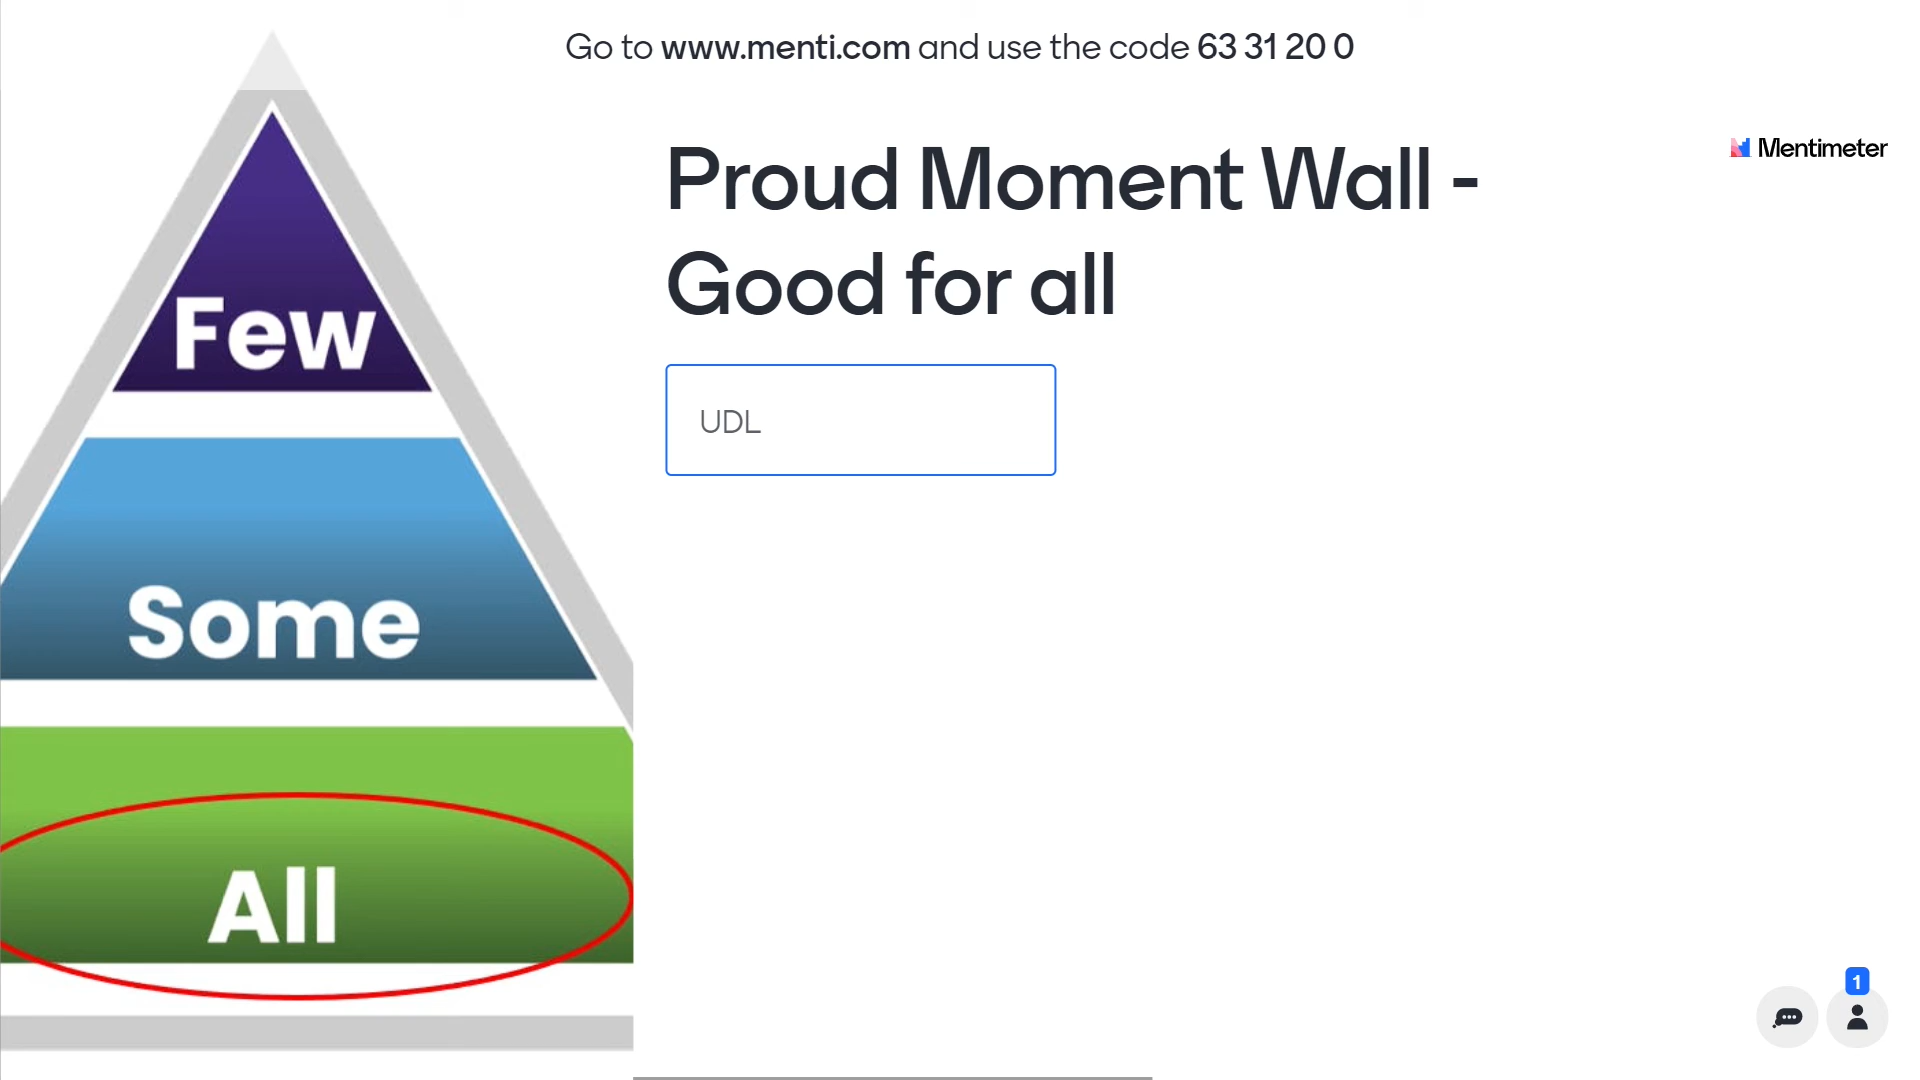 Go to www.menti.com and use the code 63 31 20 0
Mentimeter
Proud Moment Wall -
Good for all
UDL
Few
Some
All
1